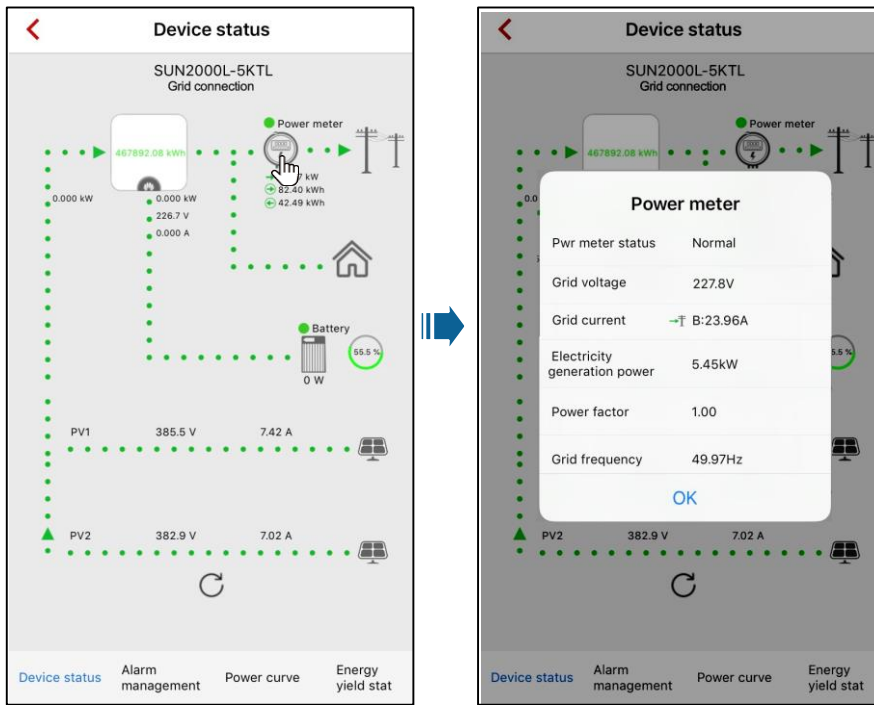 Device status
SUN2000L-5KTL
Grid connection
Power meter
467892.08 kWh
kW
82.40 kWh
42.49 kWh
0.000 kW
0.000 kW
226.7 V
0.000 A
Battery
55.5 %
0 W
PV1 385.5 V 7.42 A
PV2 382.9 V 7.02 A
Device status
Alarm
management
Power curve
Energy
yield stat
Device status
SUN2000L-5KTL
Grid connection
Power meter
467892.08 kWh
Power meter
Pwr meter status Normal
Grid voltage 227.8V
Grid current B:23.96A
Electricity
generation power 5.45kW
Power factor 1.00
Grid frequency 49.97Hz
OK
PV2 382.9 V 7.02 A
Device status
Alarm
management
Power curve
Energy
yield stat